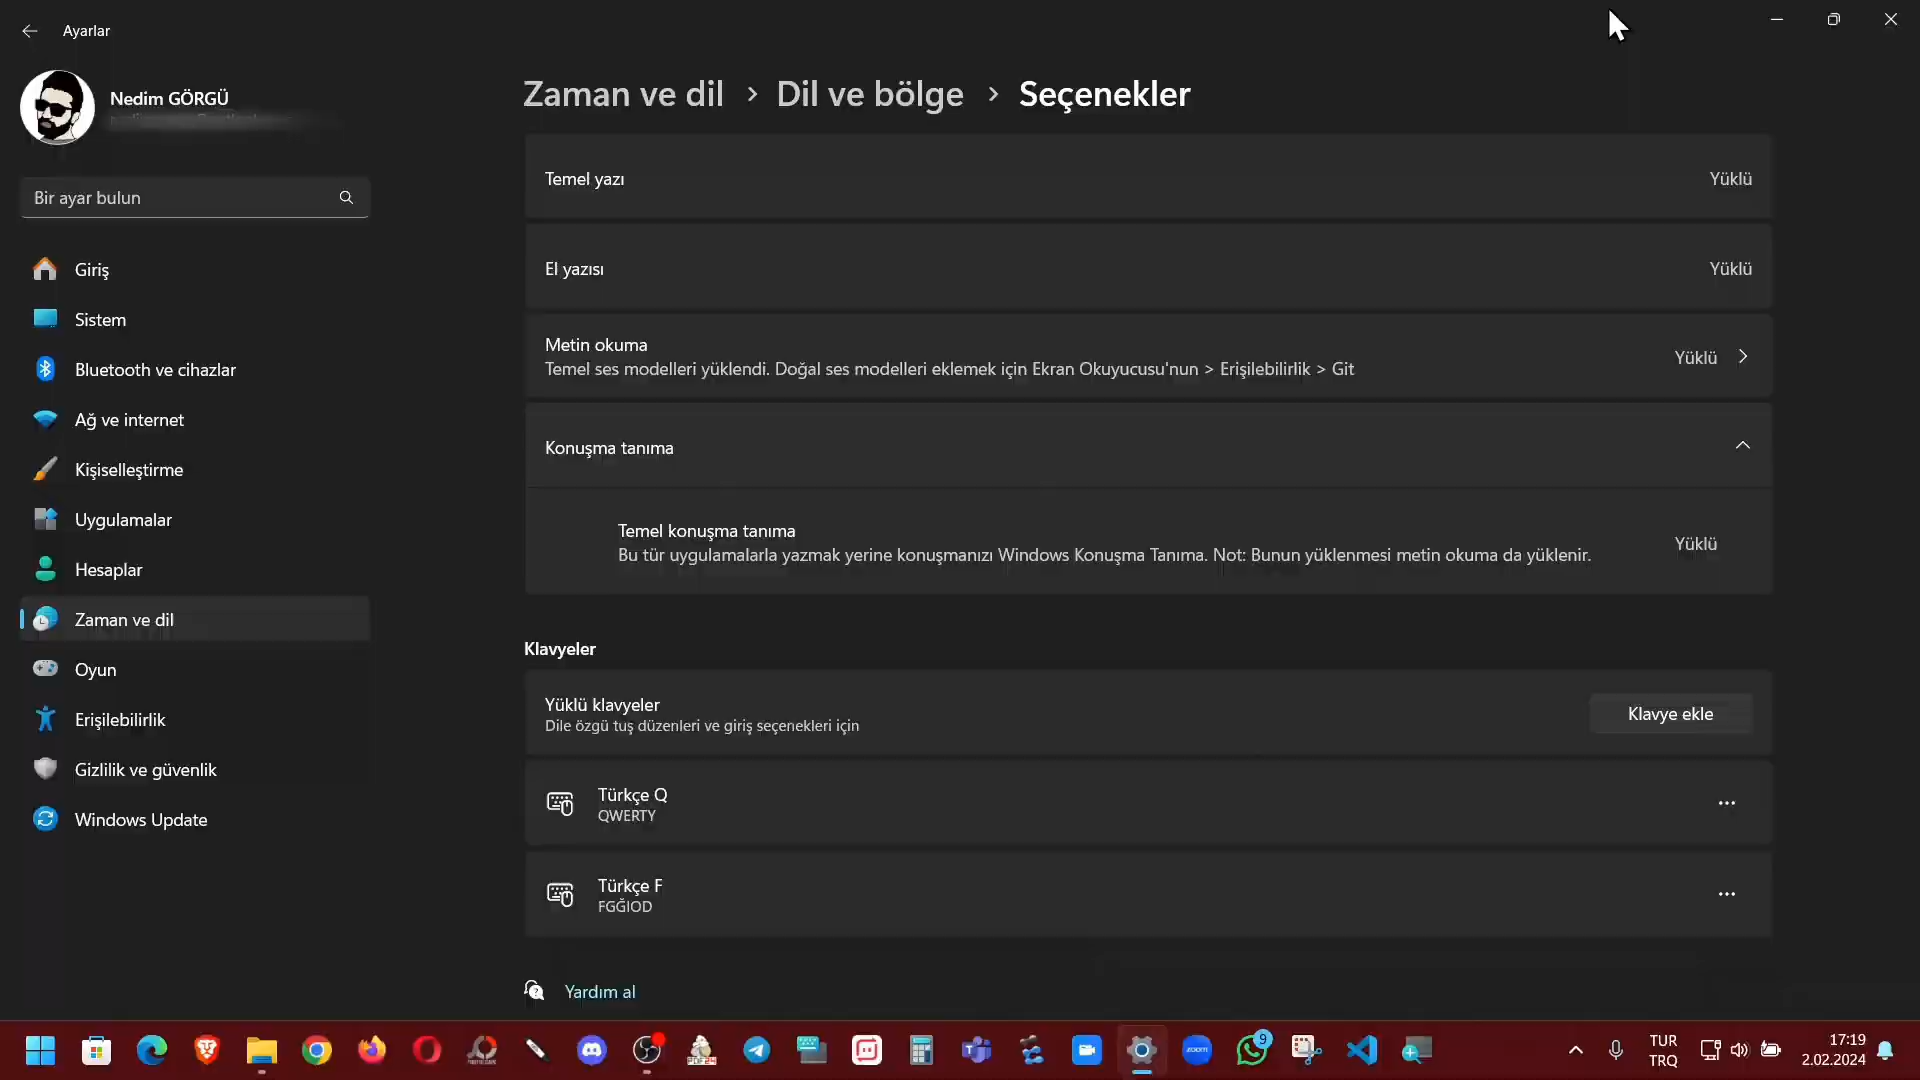 Ayarlar
Nedim GÖRGÜ
Bir ayar bulun
Giriş
Sistem
Bluetooth ve cihazlar
Ağ ve internet
Kişiselleştirme
Uygulamalar
Hesaplar
Zaman ve dil
Oyun
Erişilebilirlik
Gizlilik ve güvenlik
Windows Update
Zaman ve dil > Dil ve bölge > Seçenekler
Temel yazı Yüklü
El yazısı Yüklü
Metin okuma
Temel ses modelleri yüklendi. Doğal ses modelleri eklemek için Ekran Okuyucusu'nun > Erişilebilirlik > Git
Yüklü
Konuşma tanıma
Temel konuşma tanıma
Bu tür uygulamalarla yazmak yerine konuşmanızı Windows Konuşma Tanıma. Not: Bunun yüklenmesi metin okuma da yüklenir.
Yüklü
Klavyeler
Yüklü klavyeler
Dile özgü tuş düzenleri ve giriş seçenekleri için
Klavye ekle
Türkçe Q
QWERTY
Türkçe F
FGĞIOD
Yardım al
PDF24
zoom
9
TUR
TRQ
17:19
2.02.2024